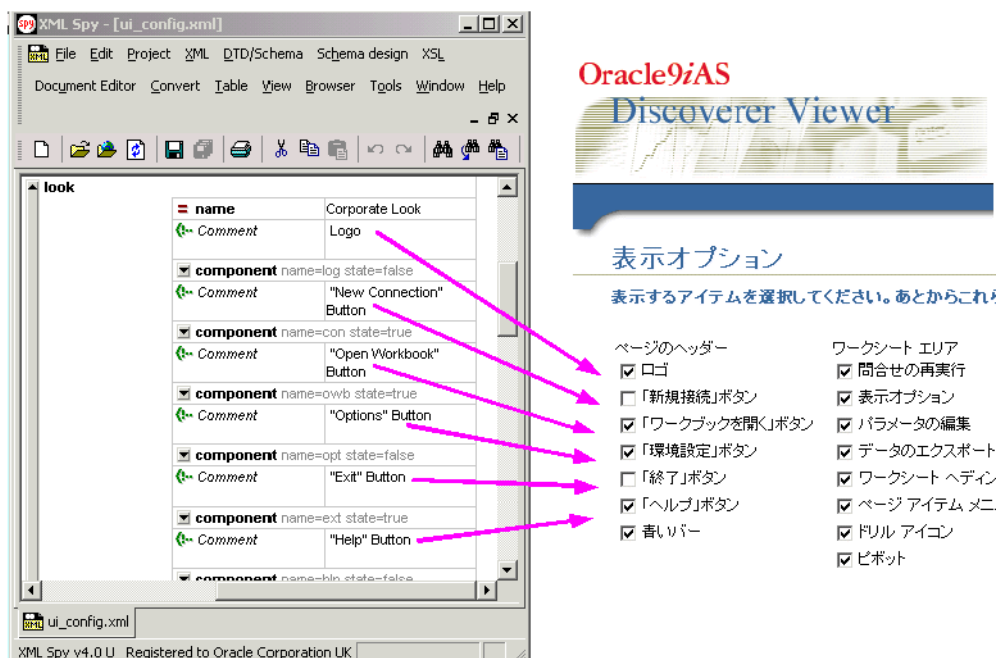 XML Spy - [ui_config.xml]
File Edit Project XML DTD/Schema Schema design XSL
Document Editor Convert Table View Browser Tools Window Help
look
name Corporate Look
Comment Logo
component name=log state=false
Comment "New Connection"
Button
component name=con state=true
Comment "Open Workbook"
Button
component name=owb state=true
Comment "Options" Button
component name=opt state=false
Comment "Exit" Button
component name=ext state=true
Comment "Help" Button
component name=hlp state=false
ui_config.xml
XML Spy v4.0 U Registered to Oracle Corporation UK
Oracle9iAS
Discoverer Viewer
表示オプション
表示するアイテムを選択してください。あとからこれら
ページのヘッダー
ロゴ
「新規接続」ボタン
「ワークブックを開く」ボタン
「環境設定」ボタン
「終了」ボタン
「ヘルプ」ボタン
青いバー
ワークシート エリア
問合せの再実行
表示オプション
パラメータの編集
データのエクスポート
ワークシート ヘディン
ページ アイテム メニ
ドリル アイコン
ピボット